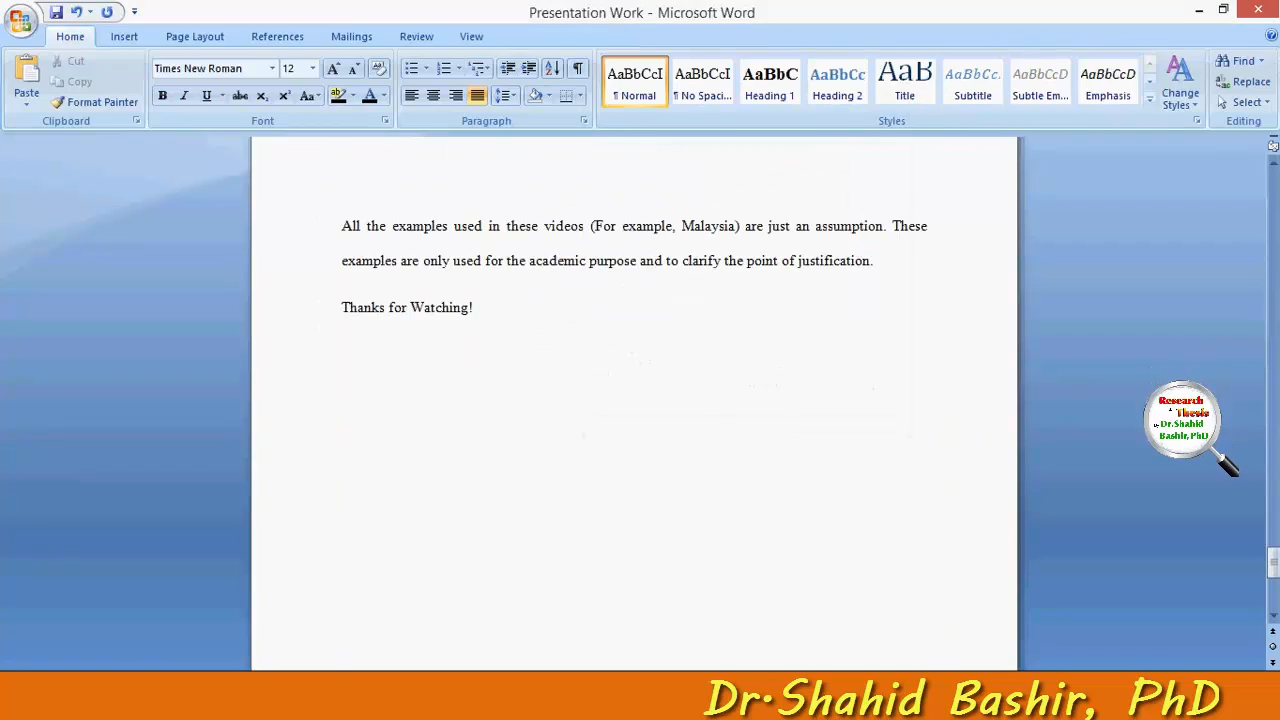 Presentation Work - Microsoft Word
Home Insert Page Layout References Mailings Review View
Paste
Cut
Copy
Format Painter
Clipboard
Times New Roman 12
Font
Paragraph
AaBbCcI AaBbCcI AaBbC AaBbCc AaB AaBbCc. AaBbCcD AaBbCcD
¶ Normal ¶ No Spaci... Heading 1 Heading 2 Title Subtitle Subtle Em... Emphasis
Change
Styles
Styles
Find
Replace
Select
Editing
All the examples used in these videos (For example, Malaysia) are just an assumption. These
examples are only used for the academic purpose and to clarify the point of justification.
Thanks for Watching!
Research
Thesis
Dr.Shahid
Bashir, PhD
Dr.Shahid Bashir, PhD